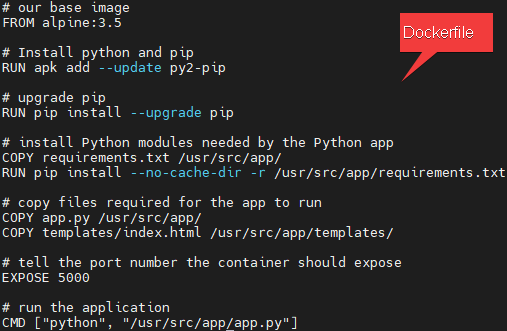 # our base image
FROM alpine:3.5
Dockerfile
# Install python and pip
RUN apk add --update py2-pip
# upgrade pip
RUN pip install --upgrade pip
# install Python modules needed by the Python app
COPY requirements.txt /usr/src/app/
RUN pip install --no-cache-dir -r /usr/src/app/requirements.txt
# copy files required for the app to run
COPY app.py /usr/src/app/
COPY templates/index.html /usr/src/app/templates/
# tell the port number the container should expose
EXPOSE 5000
# run the application
CMD ["python", "/usr/src/app/app.py"]